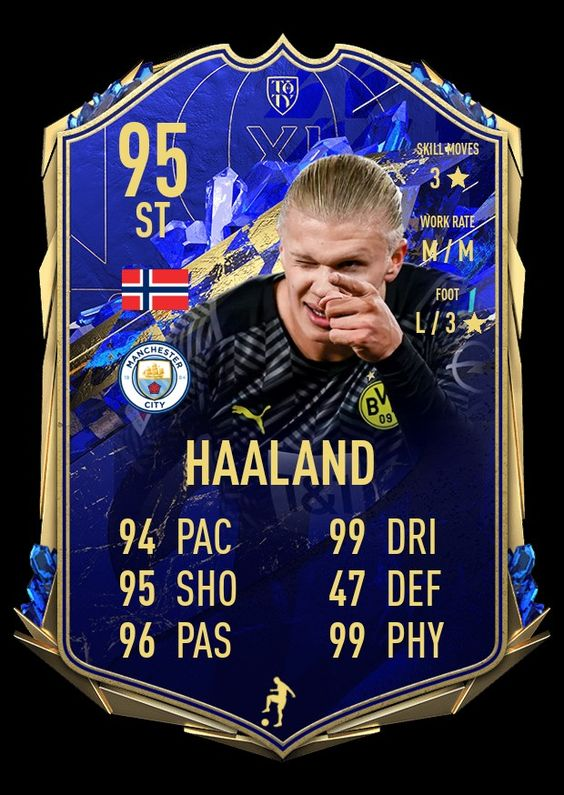 TOTY
XI
95
ST
SKILL MOVES
3 ★
WORK RATE
M / M
FOOT
L / 3 ★
MANCHESTER
CITY
BVB
09
HAALAND
94 PAC
99 DRI
95 SHO
47 DEF
96 PAS
99 PHY